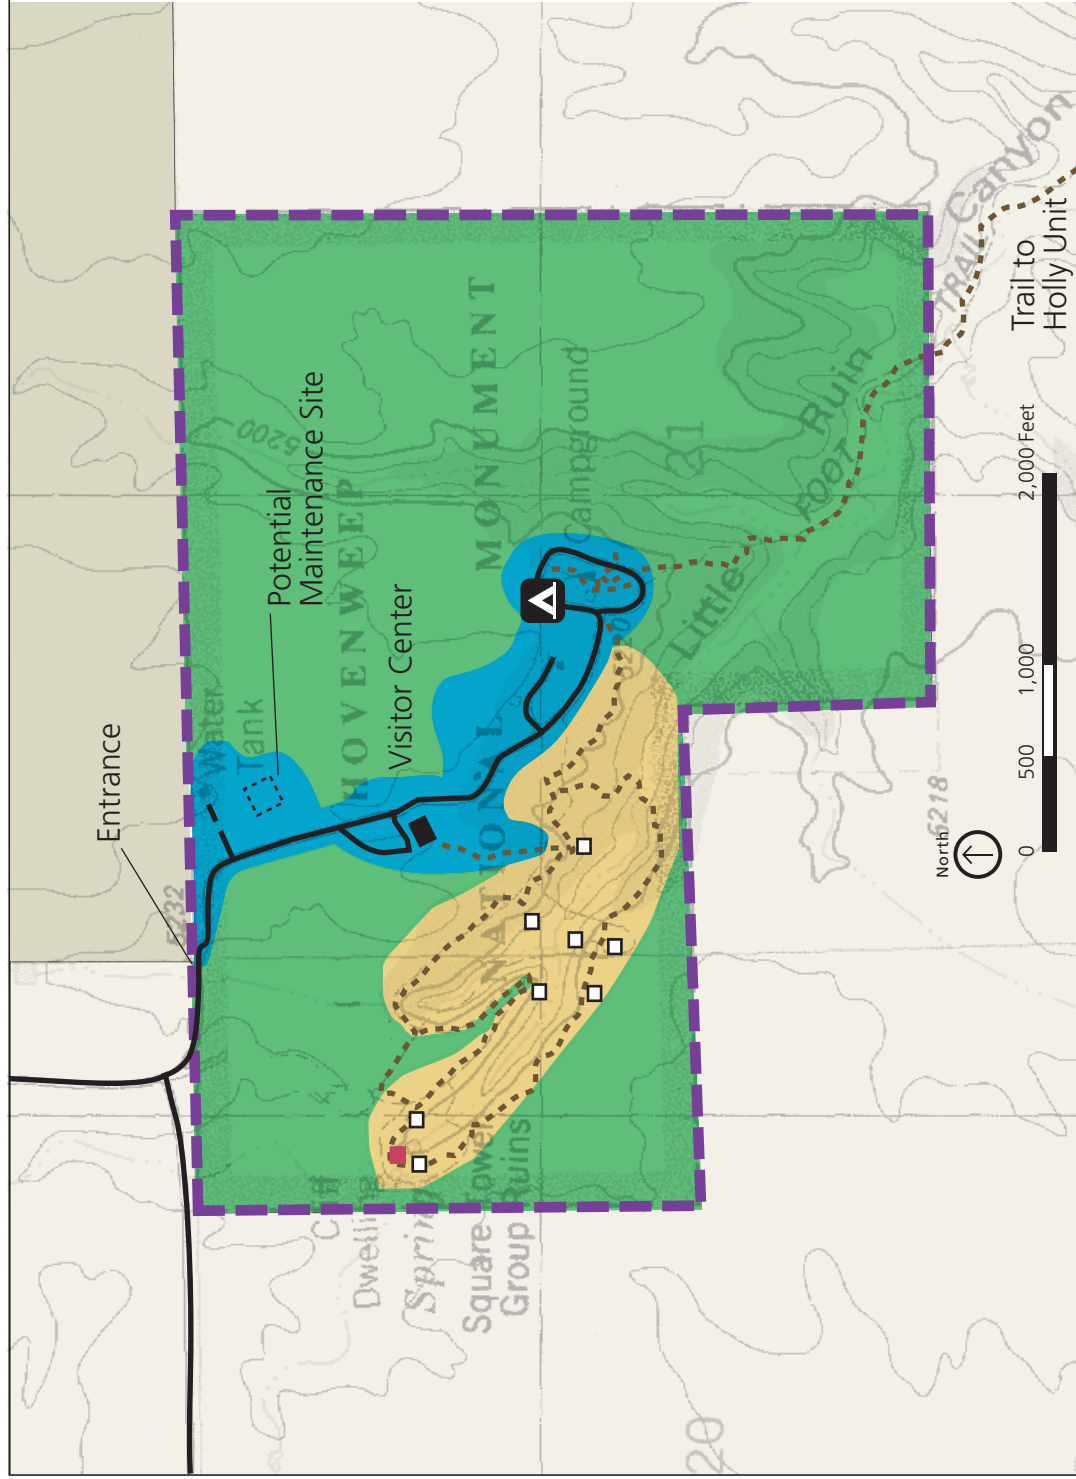 Entrance
5232
Water
Tank
Potential
Maintenance Site
5200
HOVENWEEP
Visitor Center
NATIONAL MONUMENT
Campground
21
Cliff
Dwelling
Spring
Square Tower
Group Ruins
Little Ruin Canyon
FOOT TRAIL
Trail to
Holly Unit
5218
20
North
0 500 1,000 2,000 Feet